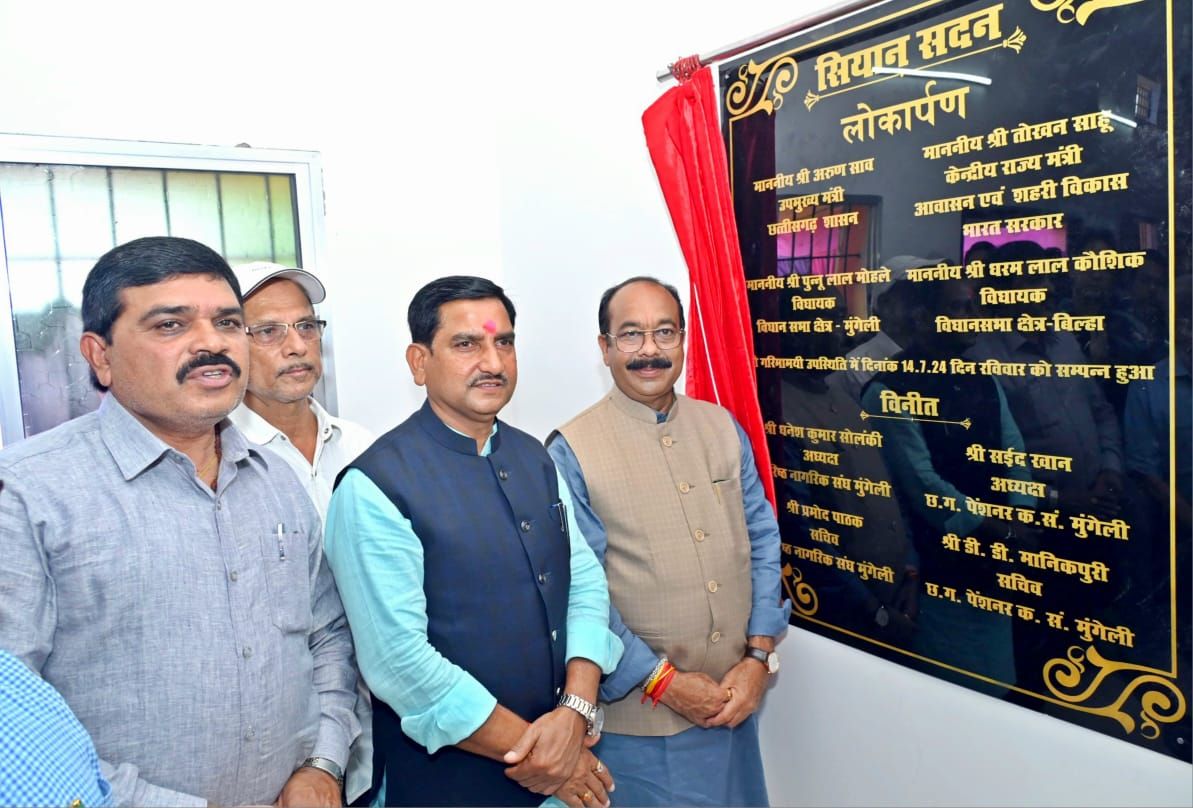 सियान सदन
लोकार्पण
माननीय श्री अरुण साव
उपमुख्य मंत्री
छत्तीसगढ़ शासन
माननीय श्री तोखन साहू
केन्द्रीय राज्य मंत्री
आवासन एवं शहरी विकास
भारत सरकार
माननीय श्री पुन्नू लाल मोहले
विधायक
विधान सभा क्षेत्र - मुंगेली
माननीय श्री धरम लाल कौशिक
विधायक
विधानसभा क्षेत्र-बिल्हा
गरिमामयी उपस्थिति में दिनांक 14.7.24 दिन रविवार को सम्पन्न हुआ
विनीत
श्री धनेश कुमार सोलंकी
अध्यक्ष
नागरिक संघ मुंगेली
श्री प्रमोद पाठक
सचिव
नागरिक संघ मुंगेली
श्री सईद खान
अध्यक्ष
छ.ग. पेंशनर क.सं. मुंगेली
श्री डी. डी. मानिकपुरी
सचिव
छ.ग. पेंशनर क. सं. मुंगेली